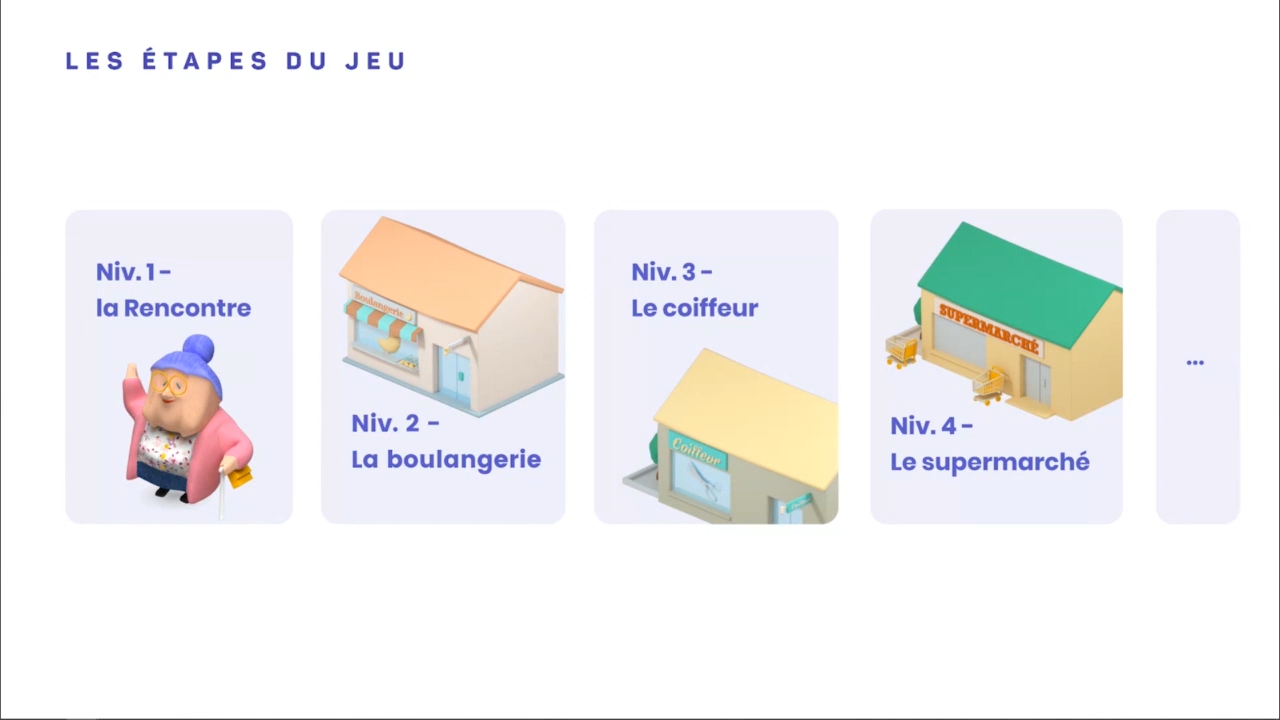 LES ÉTAPES DU JEU
Niv. 1 -
la Rencontre
Boulangerie
Niv. 2 -
La boulangerie
Niv. 3 -
Le coiffeur
Coiffeur
SUPERMARCHÉ
Niv. 4 -
Le supermarché
...